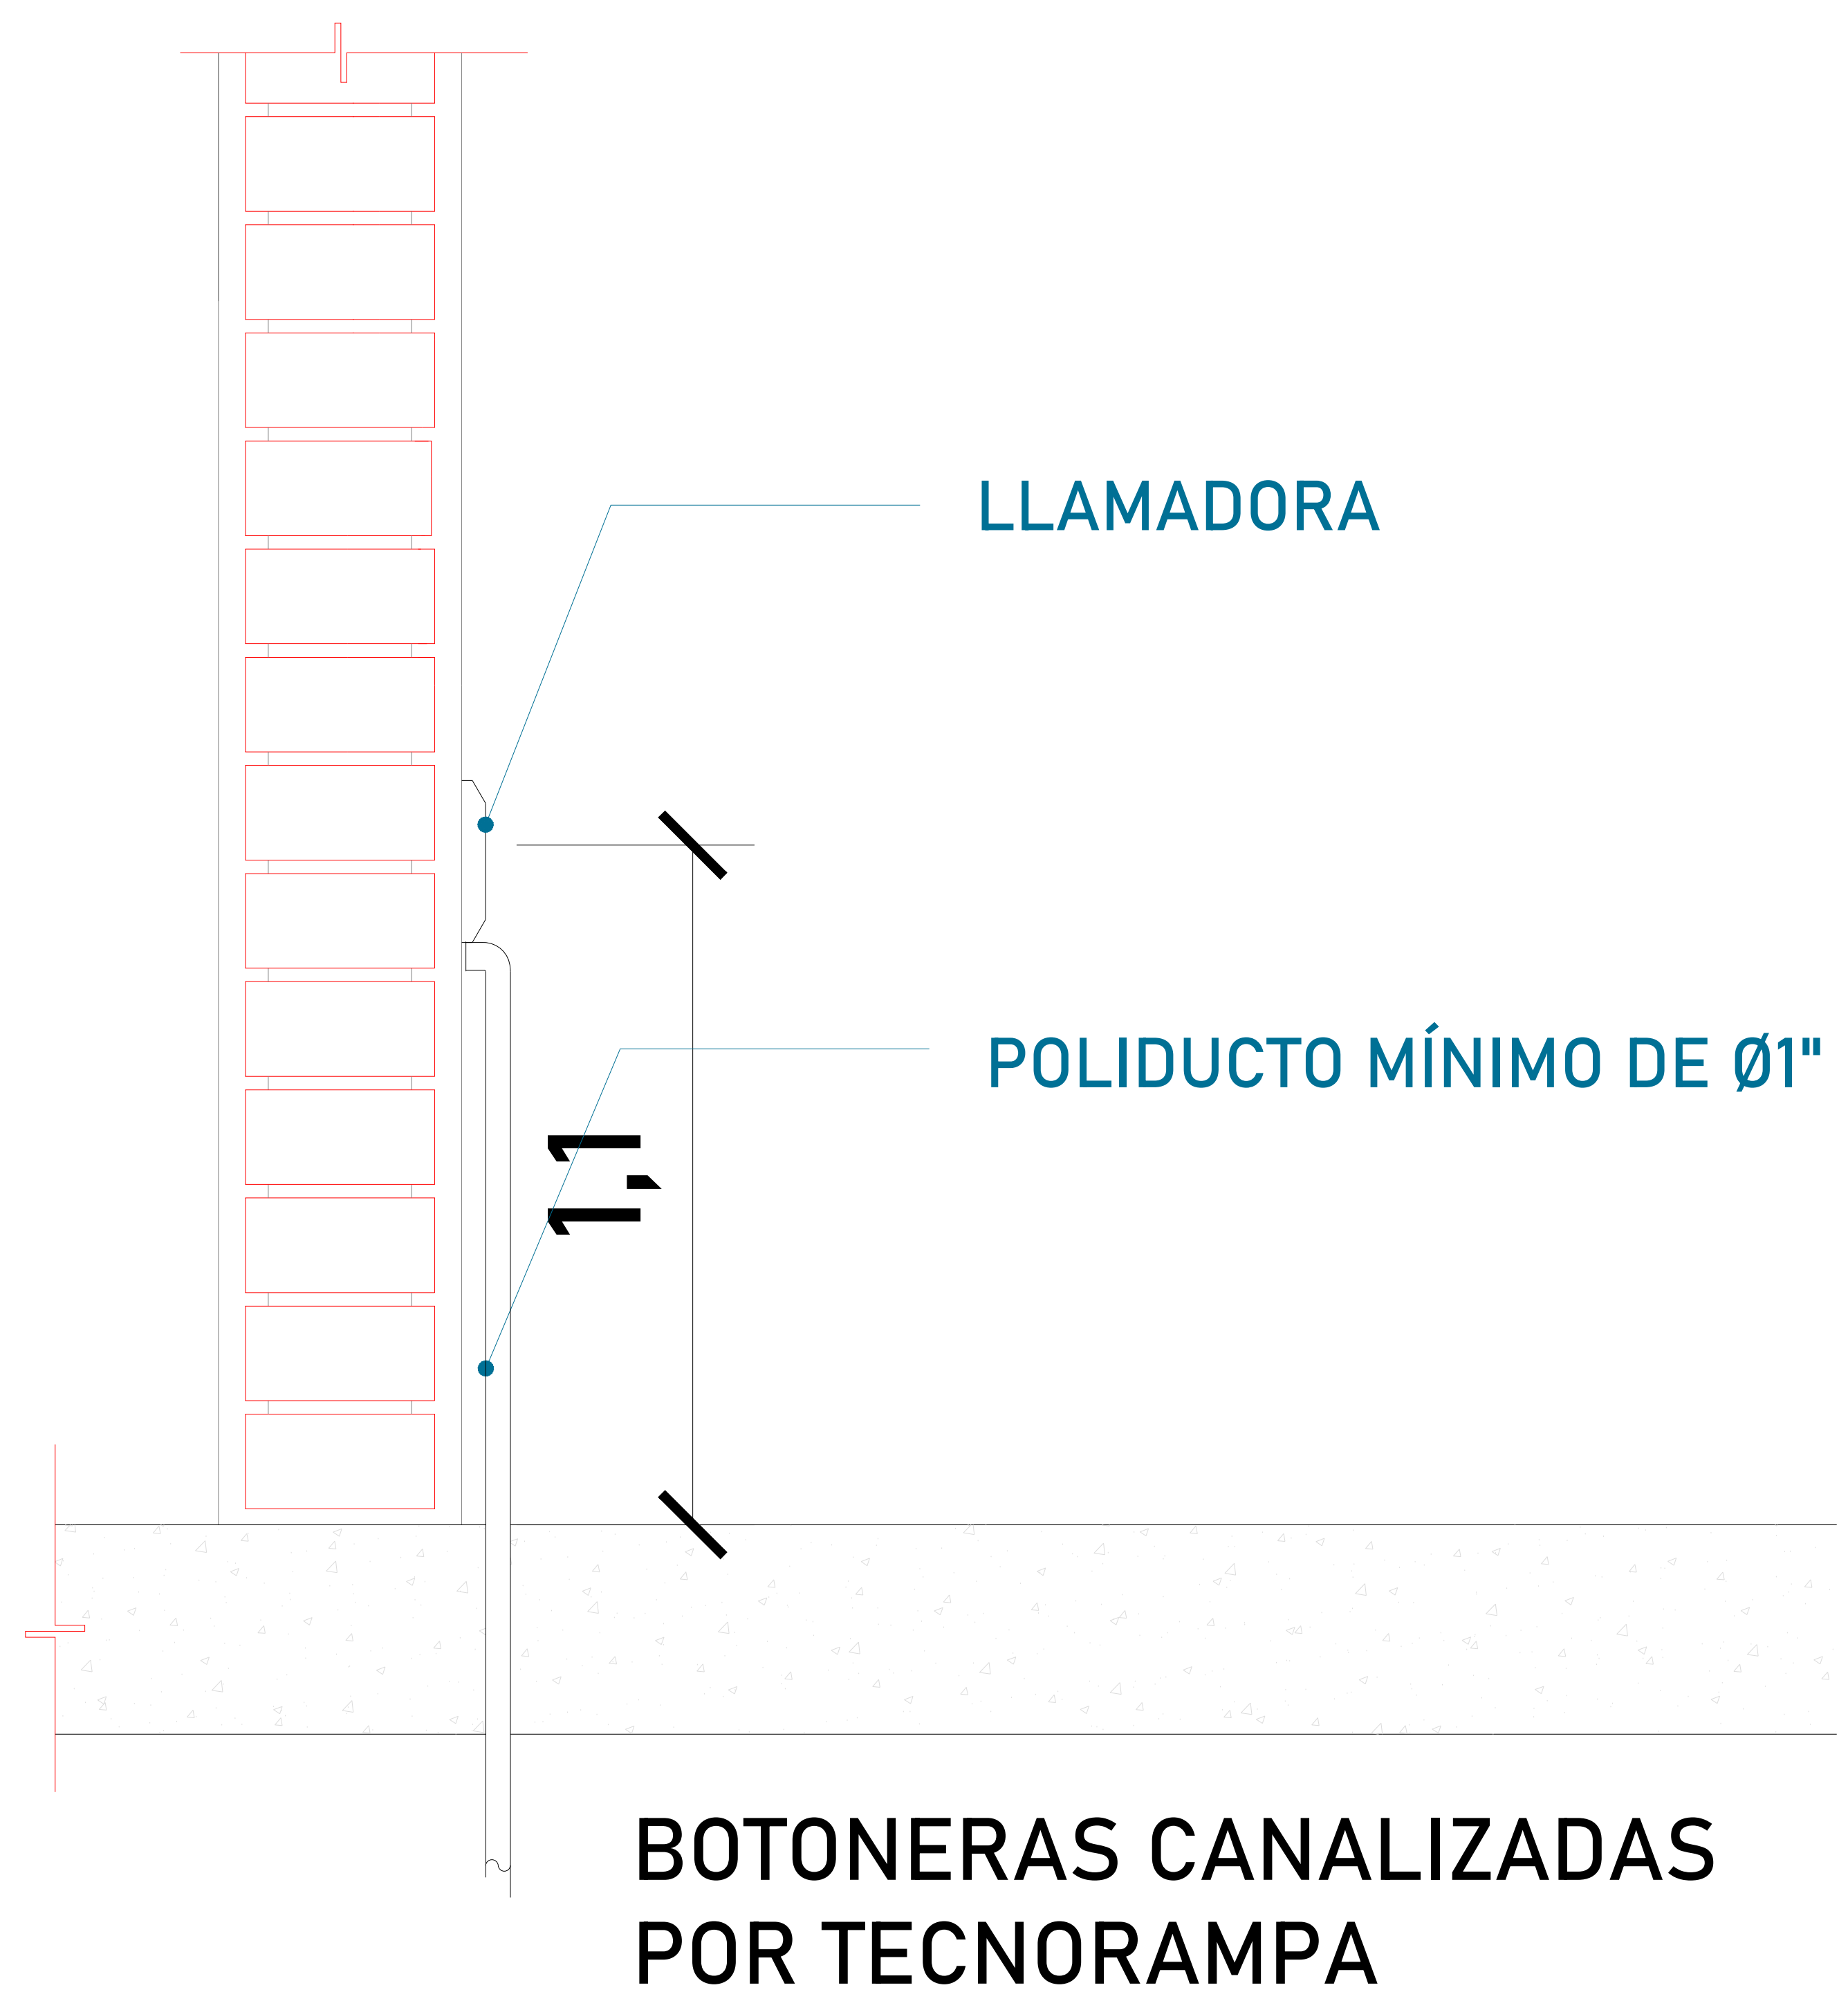 LLAMADORA
POLIDUCTO MÍNIMO DE Ø1"
1,1
BOTONERAS CANALIZADAS
POR TECNORAMPA